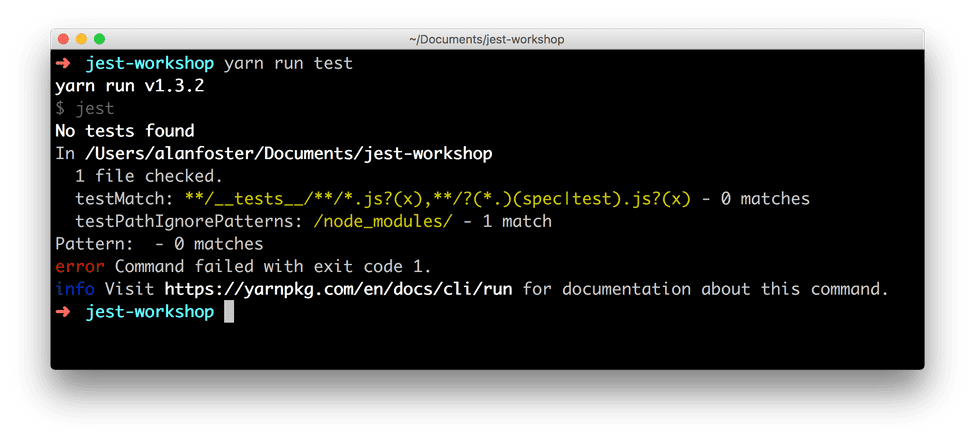 ~/Documents/jest-workshop
➜ jest-workshop yarn run test
yarn run v1.3.2
$ jest
No tests found
In /Users/alanfoster/Documents/jest-workshop
  1 file checked.
  testMatch: **/__tests__/**/*.js?(x),**/?(*.)(spec|test).js?(x) - 0 matches
  testPathIgnorePatterns: /node_modules/ - 1 match
Pattern:  - 0 matches
error Command failed with exit code 1.
info Visit https://yarnpkg.com/en/docs/cli/run for documentation about this command.
➜ jest-workshop